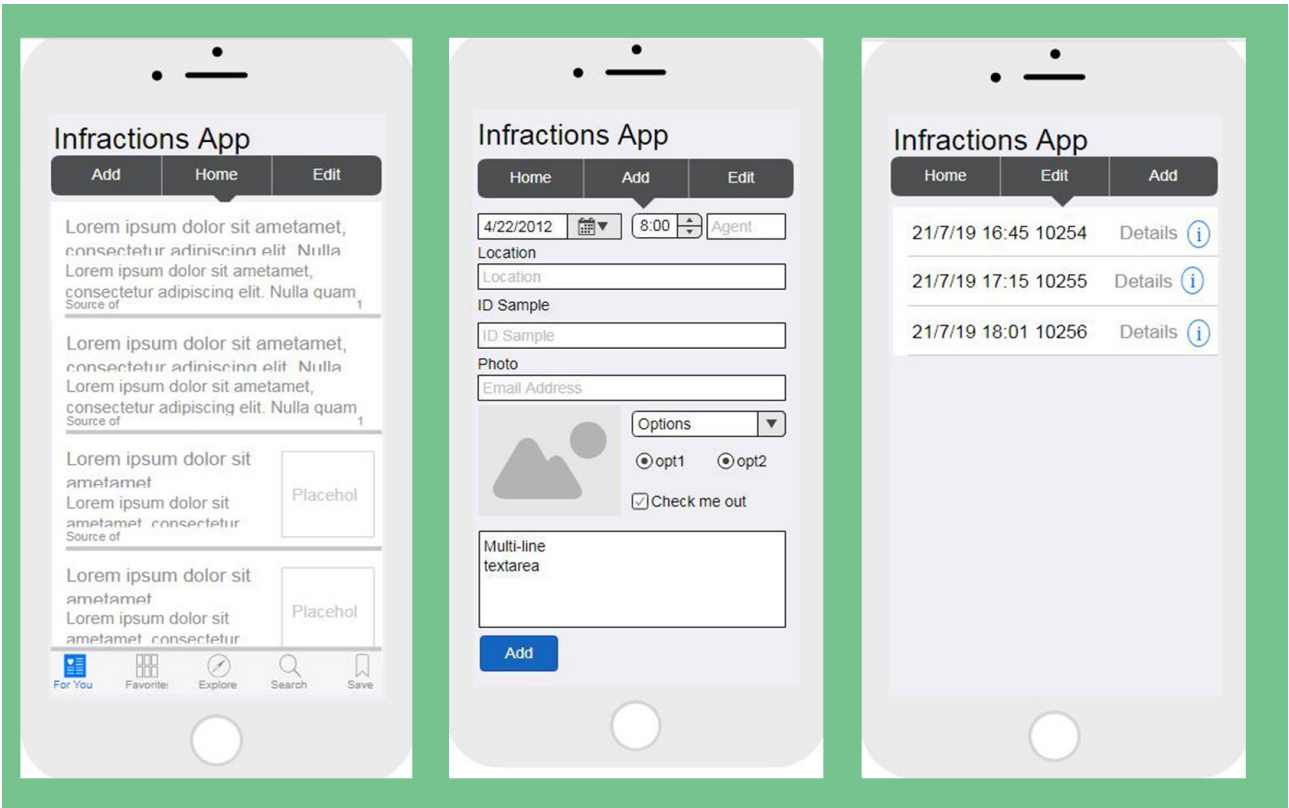 Infractions App
Add Home Edit
Lorem ipsum dolor sit ametamet,
consectetur adipiscing elit. Nulla
Lorem ipsum dolor sit ametamet,
consectetur adipiscing elit. Nulla quam
Source of 1
Lorem ipsum dolor sit ametamet,
consectetur adipiscing elit. Nulla
Lorem ipsum dolor sit ametamet,
consectetur adipiscing elit. Nulla quam
Source of 1
Lorem ipsum dolor sit
ametamet
Lorem ipsum dolor sit
ametamet, consectetur
Placehol
Source of
Lorem ipsum dolor sit
ametamet
Lorem ipsum dolor sit
ametamet, consectetur
Placehol
For You Favorite Explore Search Save
Infractions App
Home Add Edit
4/22/2012 8:00 Agent
Location
Location
ID Sample
ID Sample
Photo
Email Address
Options
opt1 opt2
Check me out
Multi-line
textarea
Add
Infractions App
Home Edit Add
21/7/19 16:45 10254 Details i
21/7/19 17:15 10255 Details i
21/7/19 18:01 10256 Details i